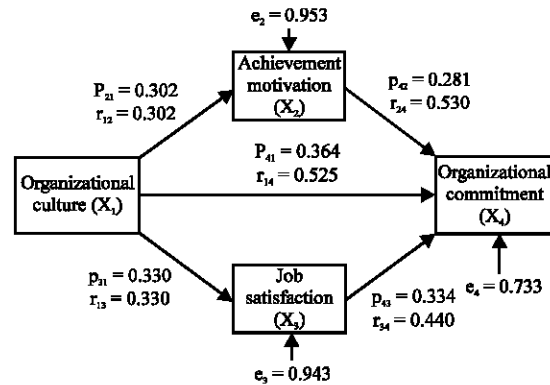 e₂ = 0.953
Achievement
motivation
(X₂)
P₂₁ = 0.302
r₁₂ = 0.302
p₄₂ = 0.281
r₂₄ = 0.530
P₄₁ = 0.364
r₁₄ = 0.525
Organizational
culture (X₁)
Organizational
commitment
(X₄)
p₃₁ = 0.330
r₁₃ = 0.330
Job
satisfaction
(X₃)
p₄₃ = 0.334
r₃₄ = 0.440
e₄ = 0.733
e₃ = 0.943